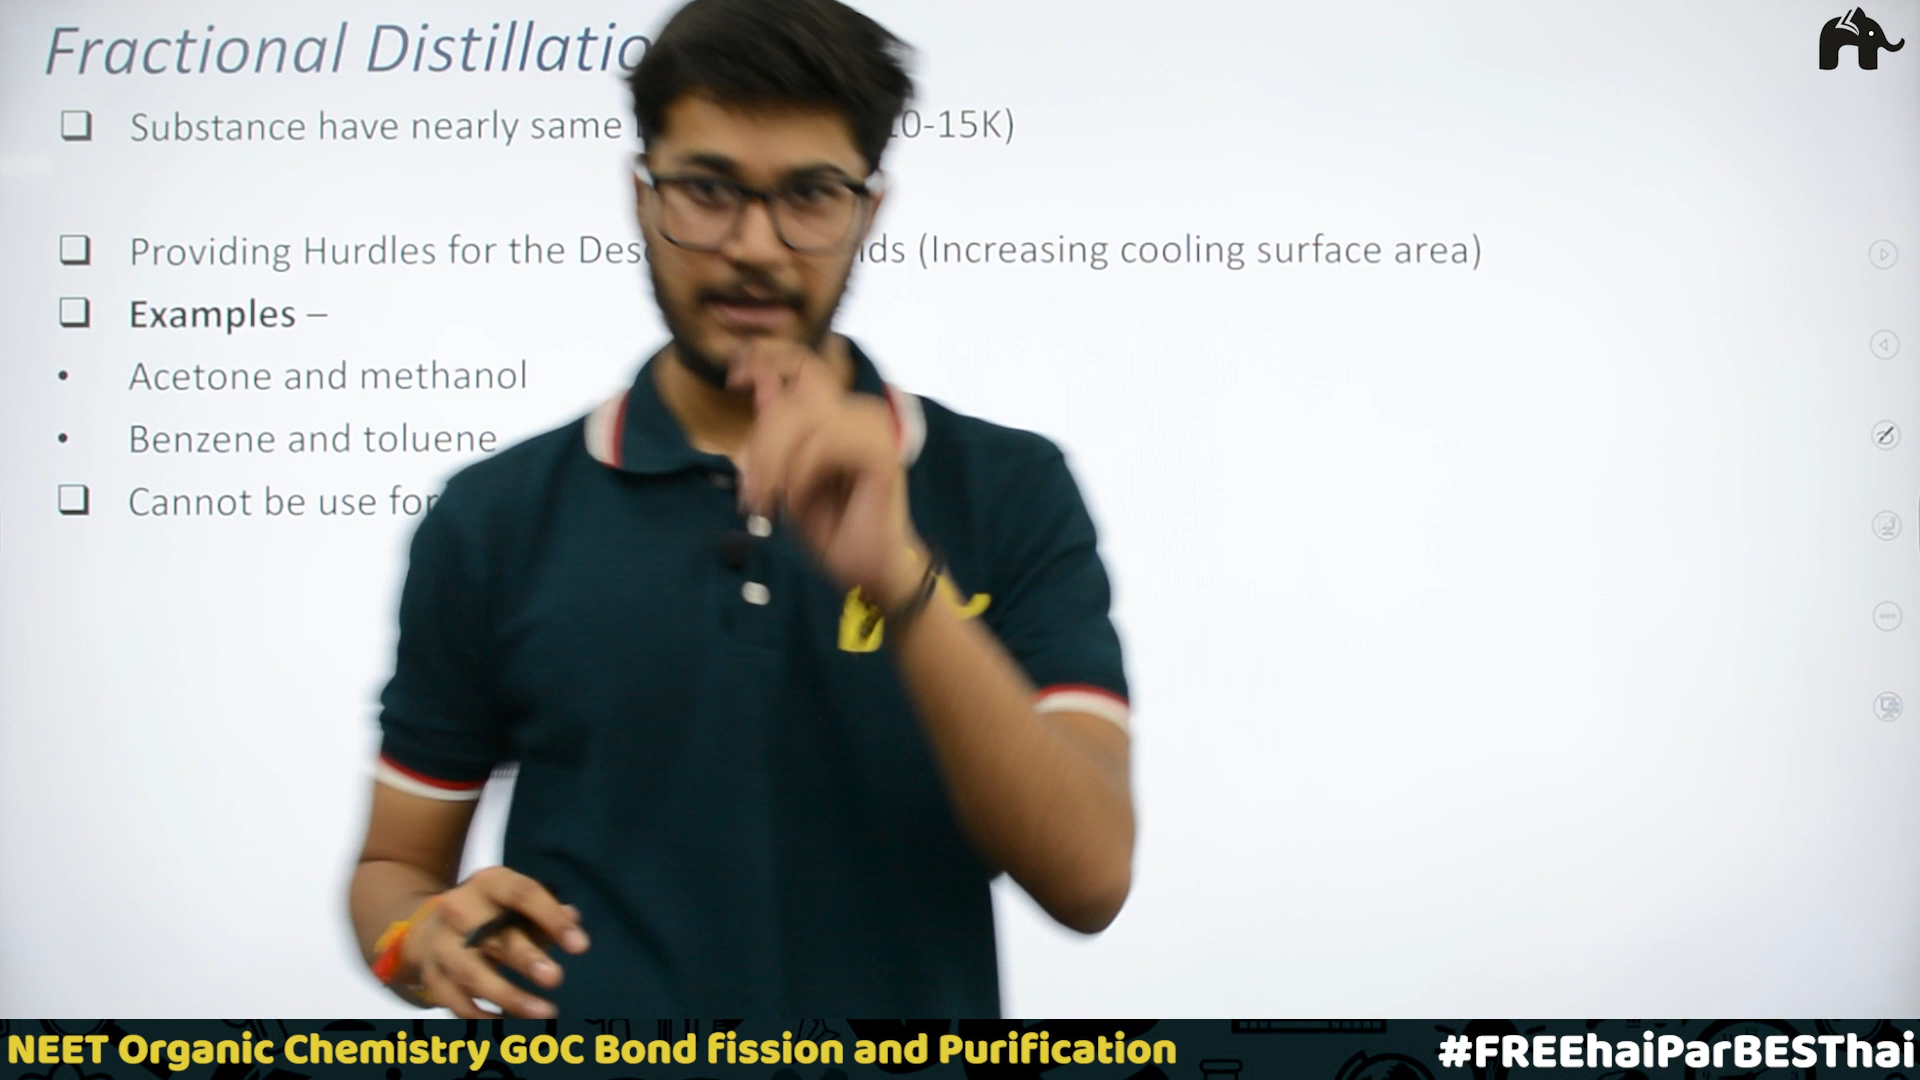 Fractional Distillatio
Substance have nearly same 0-15K)
Providing Hurdles for the Des ds (Increasing cooling surface area)
Examples –
• Acetone and methanol
• Benzene and toluene
Cannot be use for
NEET Organic Chemistry GOC Bond fission and Purification
#FREEhaiParBESThai